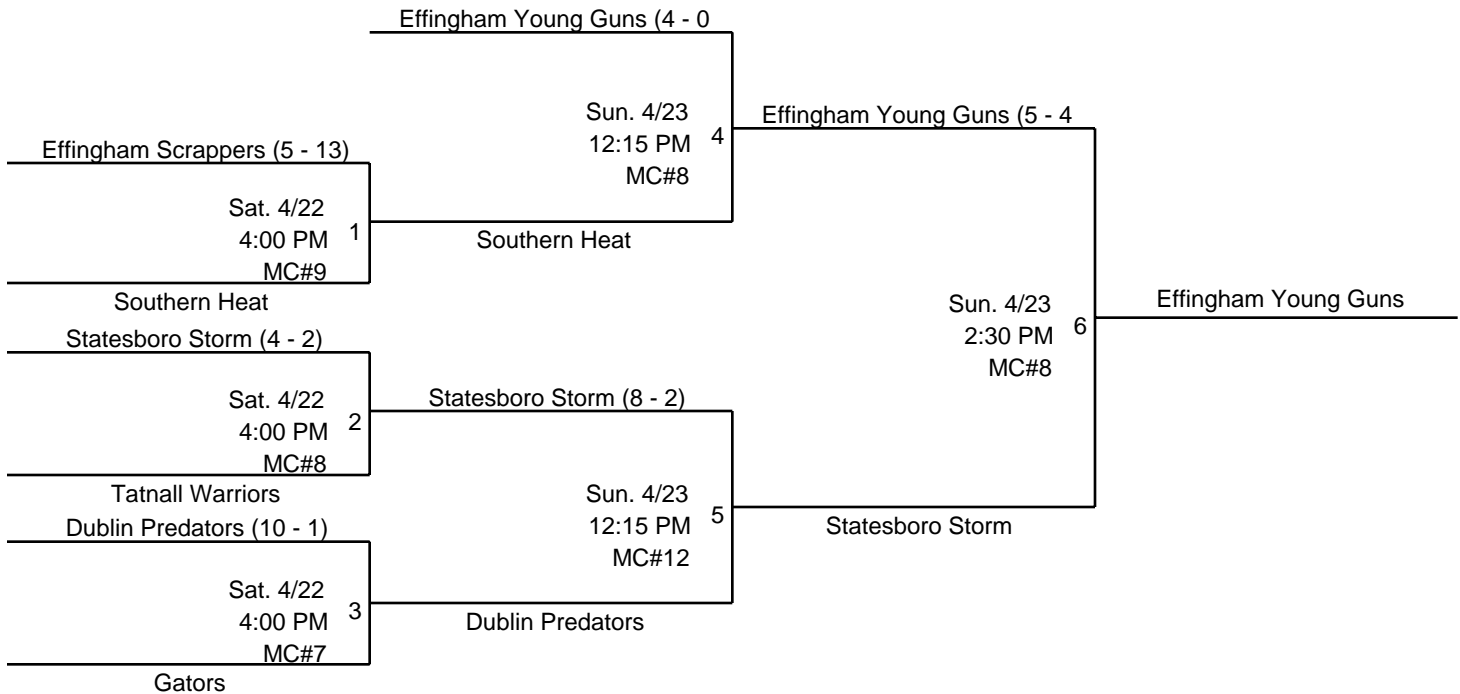 Effingham Young Guns (4 - 0
Sun. 4/23
12:15 PM
MC#8
4
Effingham Young Guns (5 - 4
Effingham Scrappers (5 - 13)
Sat. 4/22
4:00 PM
MC#9
1
Southern Heat
Southern Heat
Statesboro Storm (4 - 2)
Sat. 4/22
4:00 PM
MC#8
2
Tatnall Warriors
Statesboro Storm (8 - 2)
Sun. 4/23
12:15 PM
MC#12
5
Dublin Predators (10 - 1)
Sat. 4/22
4:00 PM
MC#7
3
Gators
Dublin Predators
Statesboro Storm
Sun. 4/23
2:30 PM
MC#8
6
Effingham Young Guns